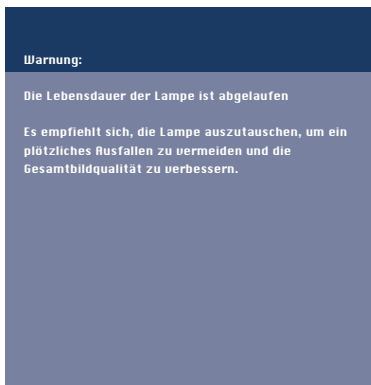 Warnung:
Die Lebensdauer der Lampe ist abgelaufen
Es empfiehlt sich, die Lampe auszutauschen, um ein
plötzliches Ausfallen zu vermeiden und die
Gesamtbildqualität zu verbessern.